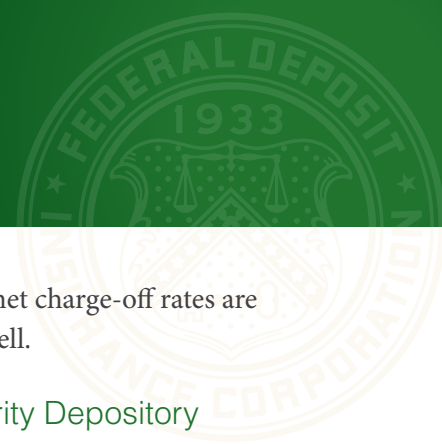 FEDERAL DEPOSIT
INSURANCE CORPORATION
1933
net charge-off rates are
ell.
rity Depository